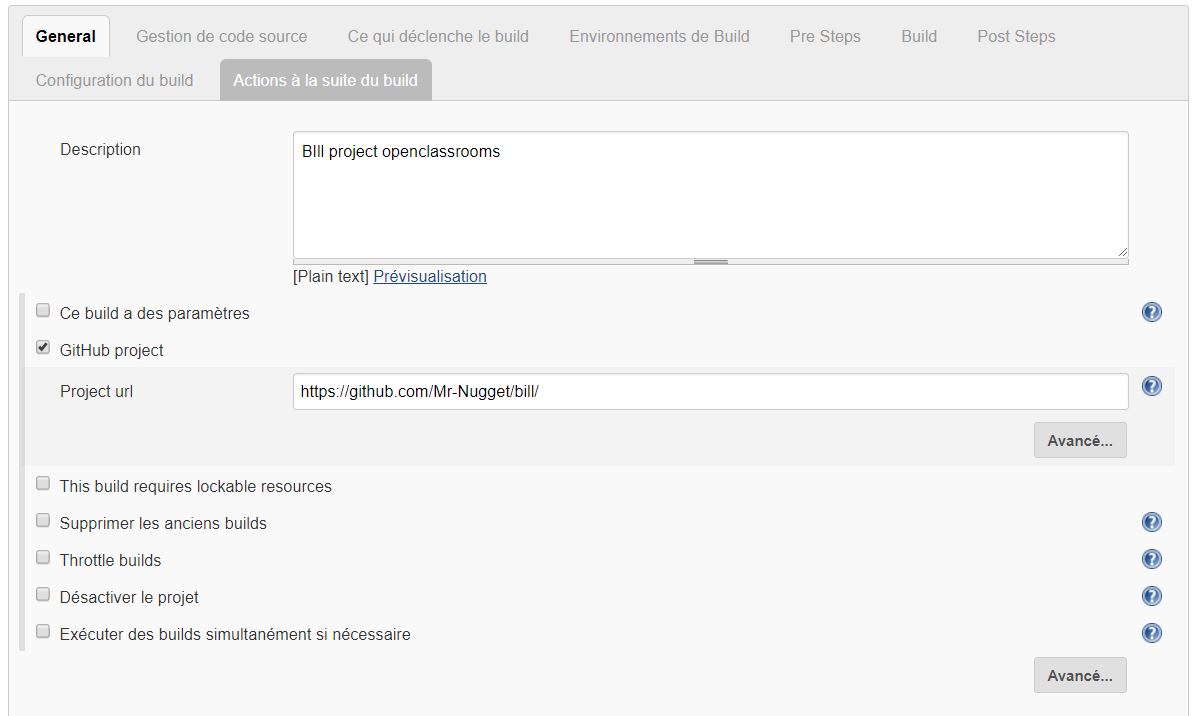 General Gestion de code source Ce qui déclenche le build Environnements de Build Pre Steps Build Post Steps
Configuration du build Actions à la suite du build
Description BIll project openclassrooms
[Plain text] Prévisualisation
Ce build a des paramètres
GitHub project
Project url https://github.com/Mr-Nugget/bill/
Avancé...
This build requires lockable resources
Supprimer les anciens builds
Throttle builds
Désactiver le projet
Exécuter des builds simultanément si nécessaire
Avancé...